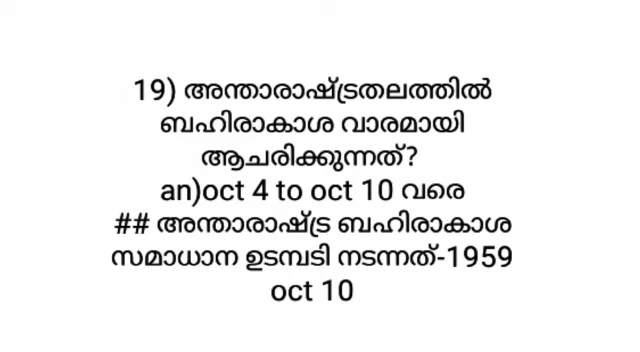 19) അന്താരാഷ്ട്രതലത്തിൽ
ബഹിരാകാശ വാരമായി
ആചരിക്കുന്നത്?
an)oct 4 to oct 10 വരെ
## അന്താരാഷ്ട്ര ബഹിരാകാശ
സമാധാന ഉടമ്പടി നടന്നത്-1959
oct 10